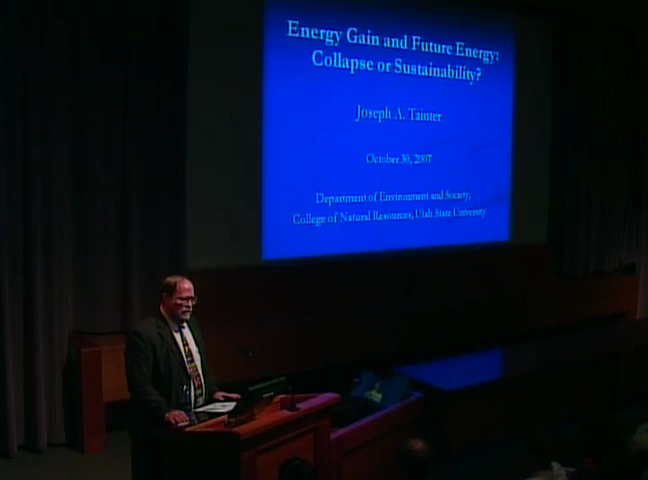 Energy Gain and Future Energy:
Collapse or Sustainability?
Joseph A. Tainter
October 30, 2007
Department of Environment and Society,
College of Natural Resources, Utah State University